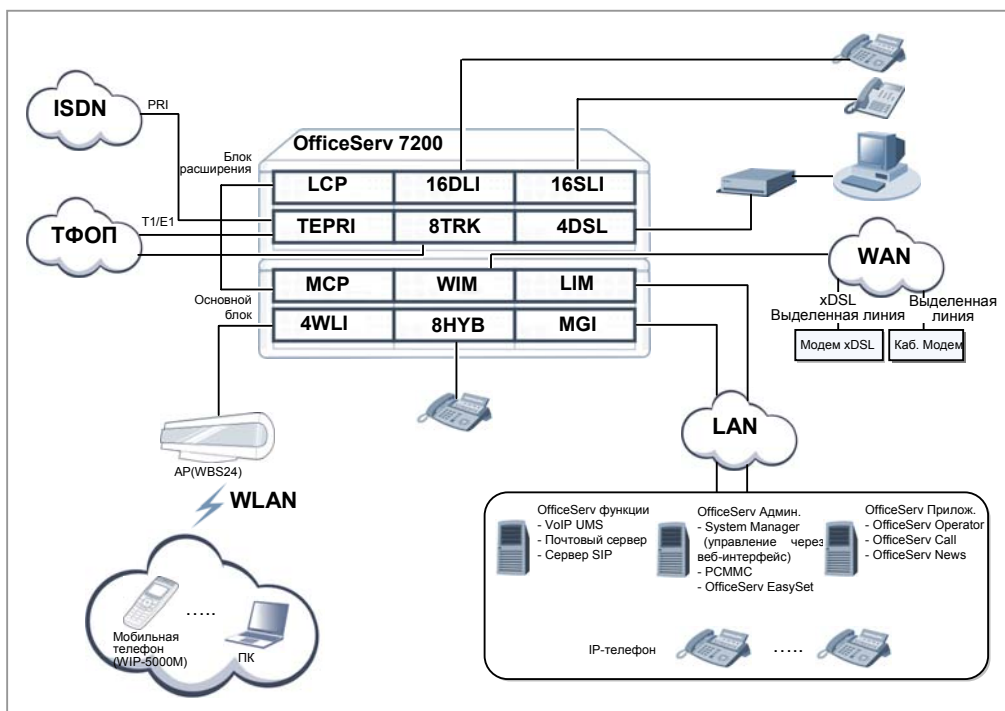 ISDN
PRI
OfficeServ 7200
Блок
расширения
LCP 16DLI 16SLI
T1/E1
TEPRI 8TRK 4DSL
ТФОП
WAN
MCP WIM LIM
Основной
блок
4WLI 8HYB MGI
xDSL
Выделенная линия
Выделенная
линия
Модем xDSL
Каб. Модем
LAN
AP(WBS24)
WLAN
OfficeServ функции
- VoIP UMS
- Почтовый сервер
- Сервер SIP
OfficeServ Админ.
- System Manager
(управление через
веб-интерфейс)
- PCMMC
- OfficeServ EasySet
OfficeServ Прилож.
- OfficeServ Operator
- OfficeServ Call
- OfficeServ News
.....
Мобильная
телефон
(WIP-5000M)
ПК
IP-телефон
.....